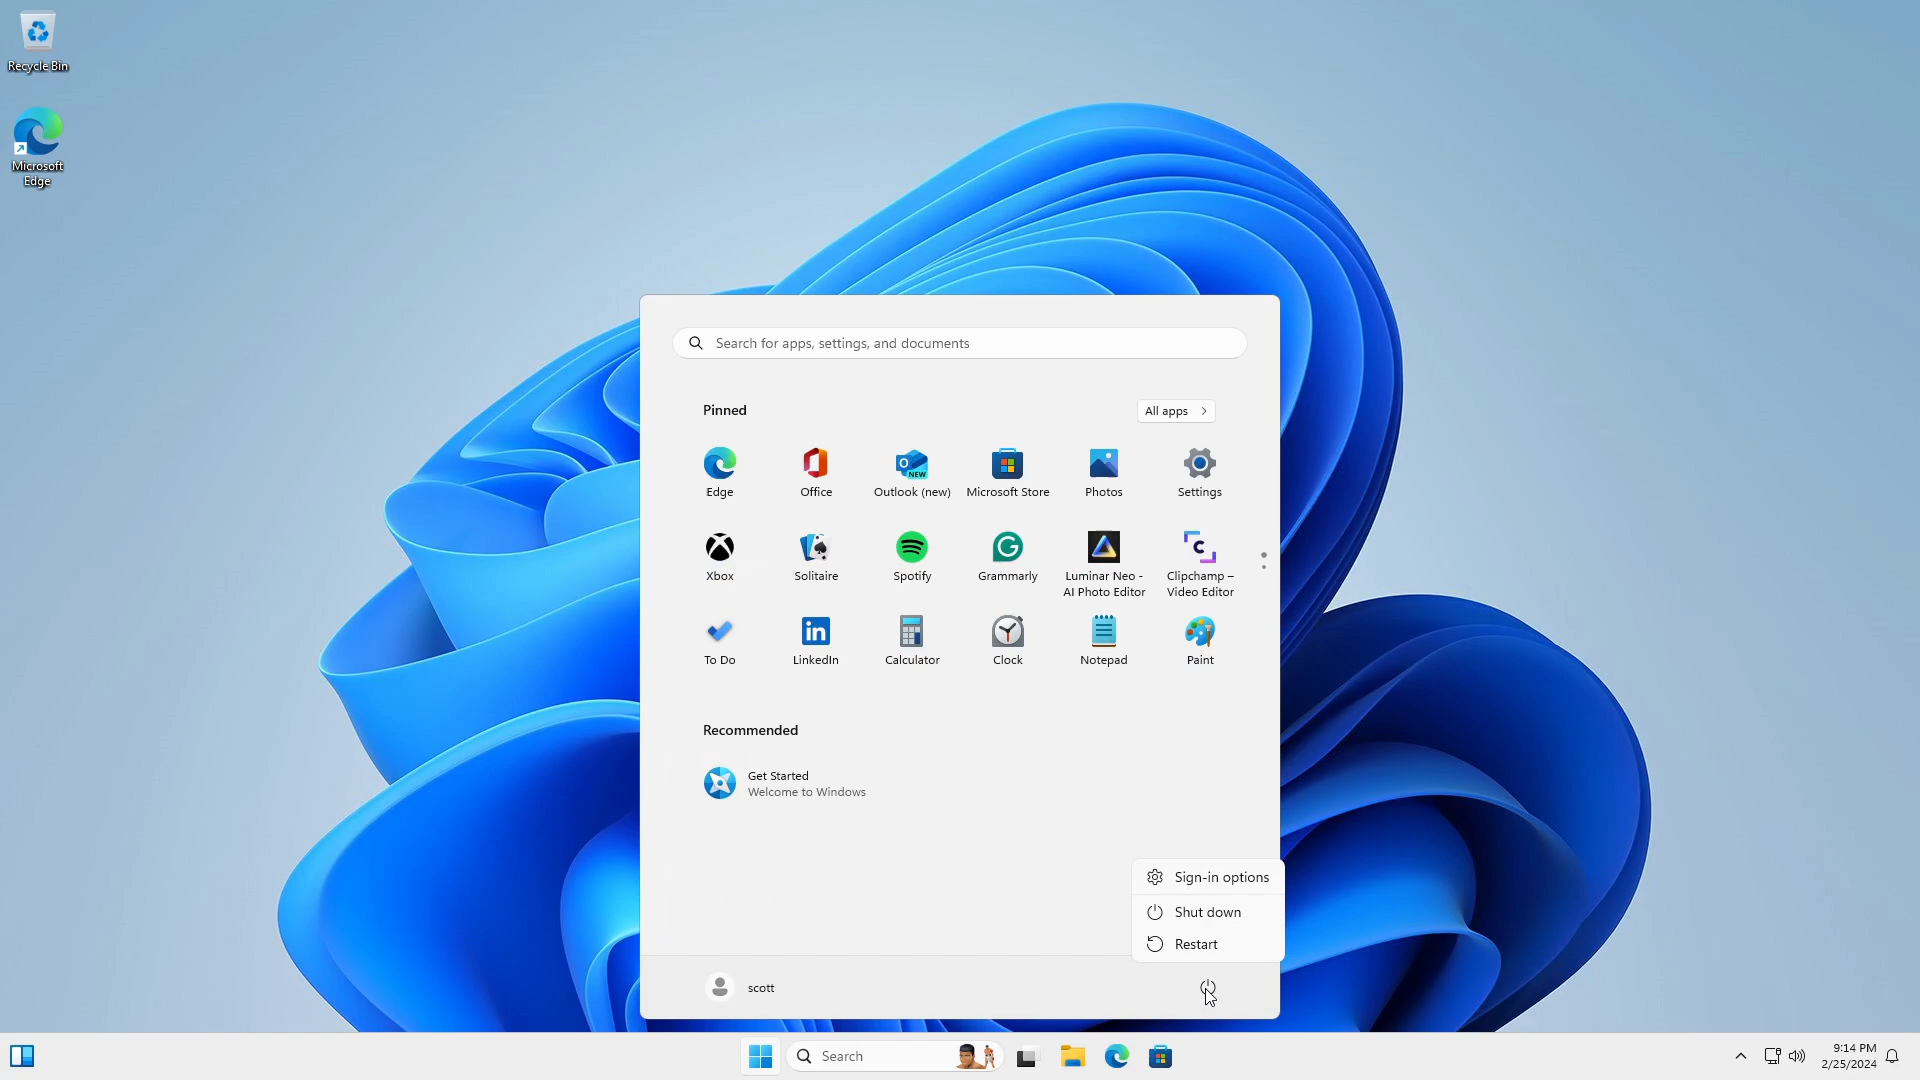 Recycle Bin
Microsoft
Edge
Search for apps, settings, and documents
Pinned
All apps
Edge
Office
Outlook (new)
Microsoft Store
Photos
Settings
Xbox
Solitaire
Spotify
Grammarly
Luminar Neo -
AI Photo Editor
Clipchamp –
Video Editor
To Do
LinkedIn
Calculator
Clock
Notepad
Paint
Recommended
Get Started
Welcome to Windows
Sign-in options
Shut down
Restart
scott
Search
9:14 PM
2/25/2024